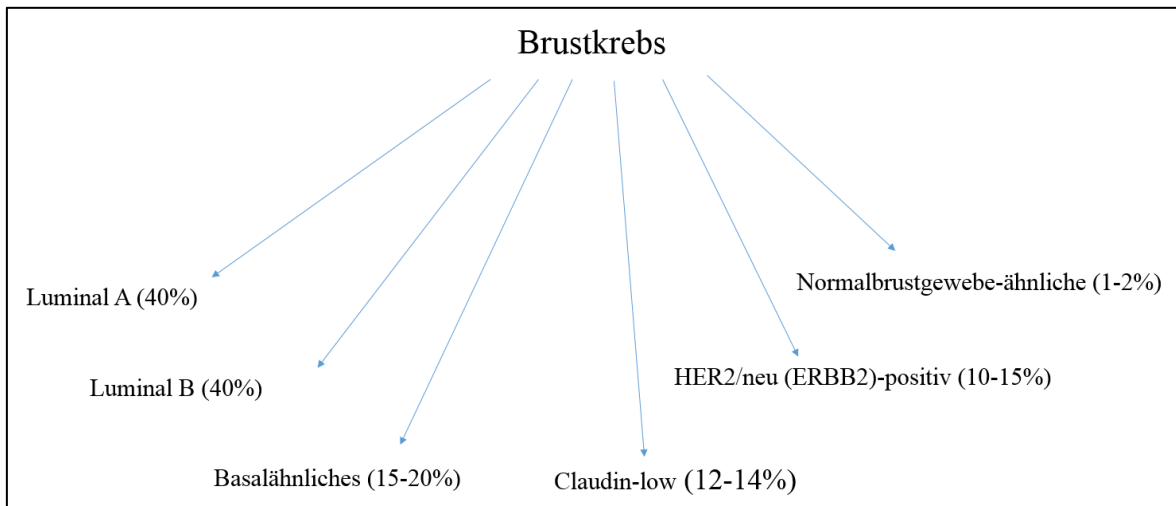 Brustkrebs
Luminal A (40%)
Normalbrustgewebe-ähnliche (1-2%)
Luminal B (40%)
HER2/neu (ERBB2)-positiv (10-15%)
Basalähnliches (15-20%)
Claudin-low (12-14%)